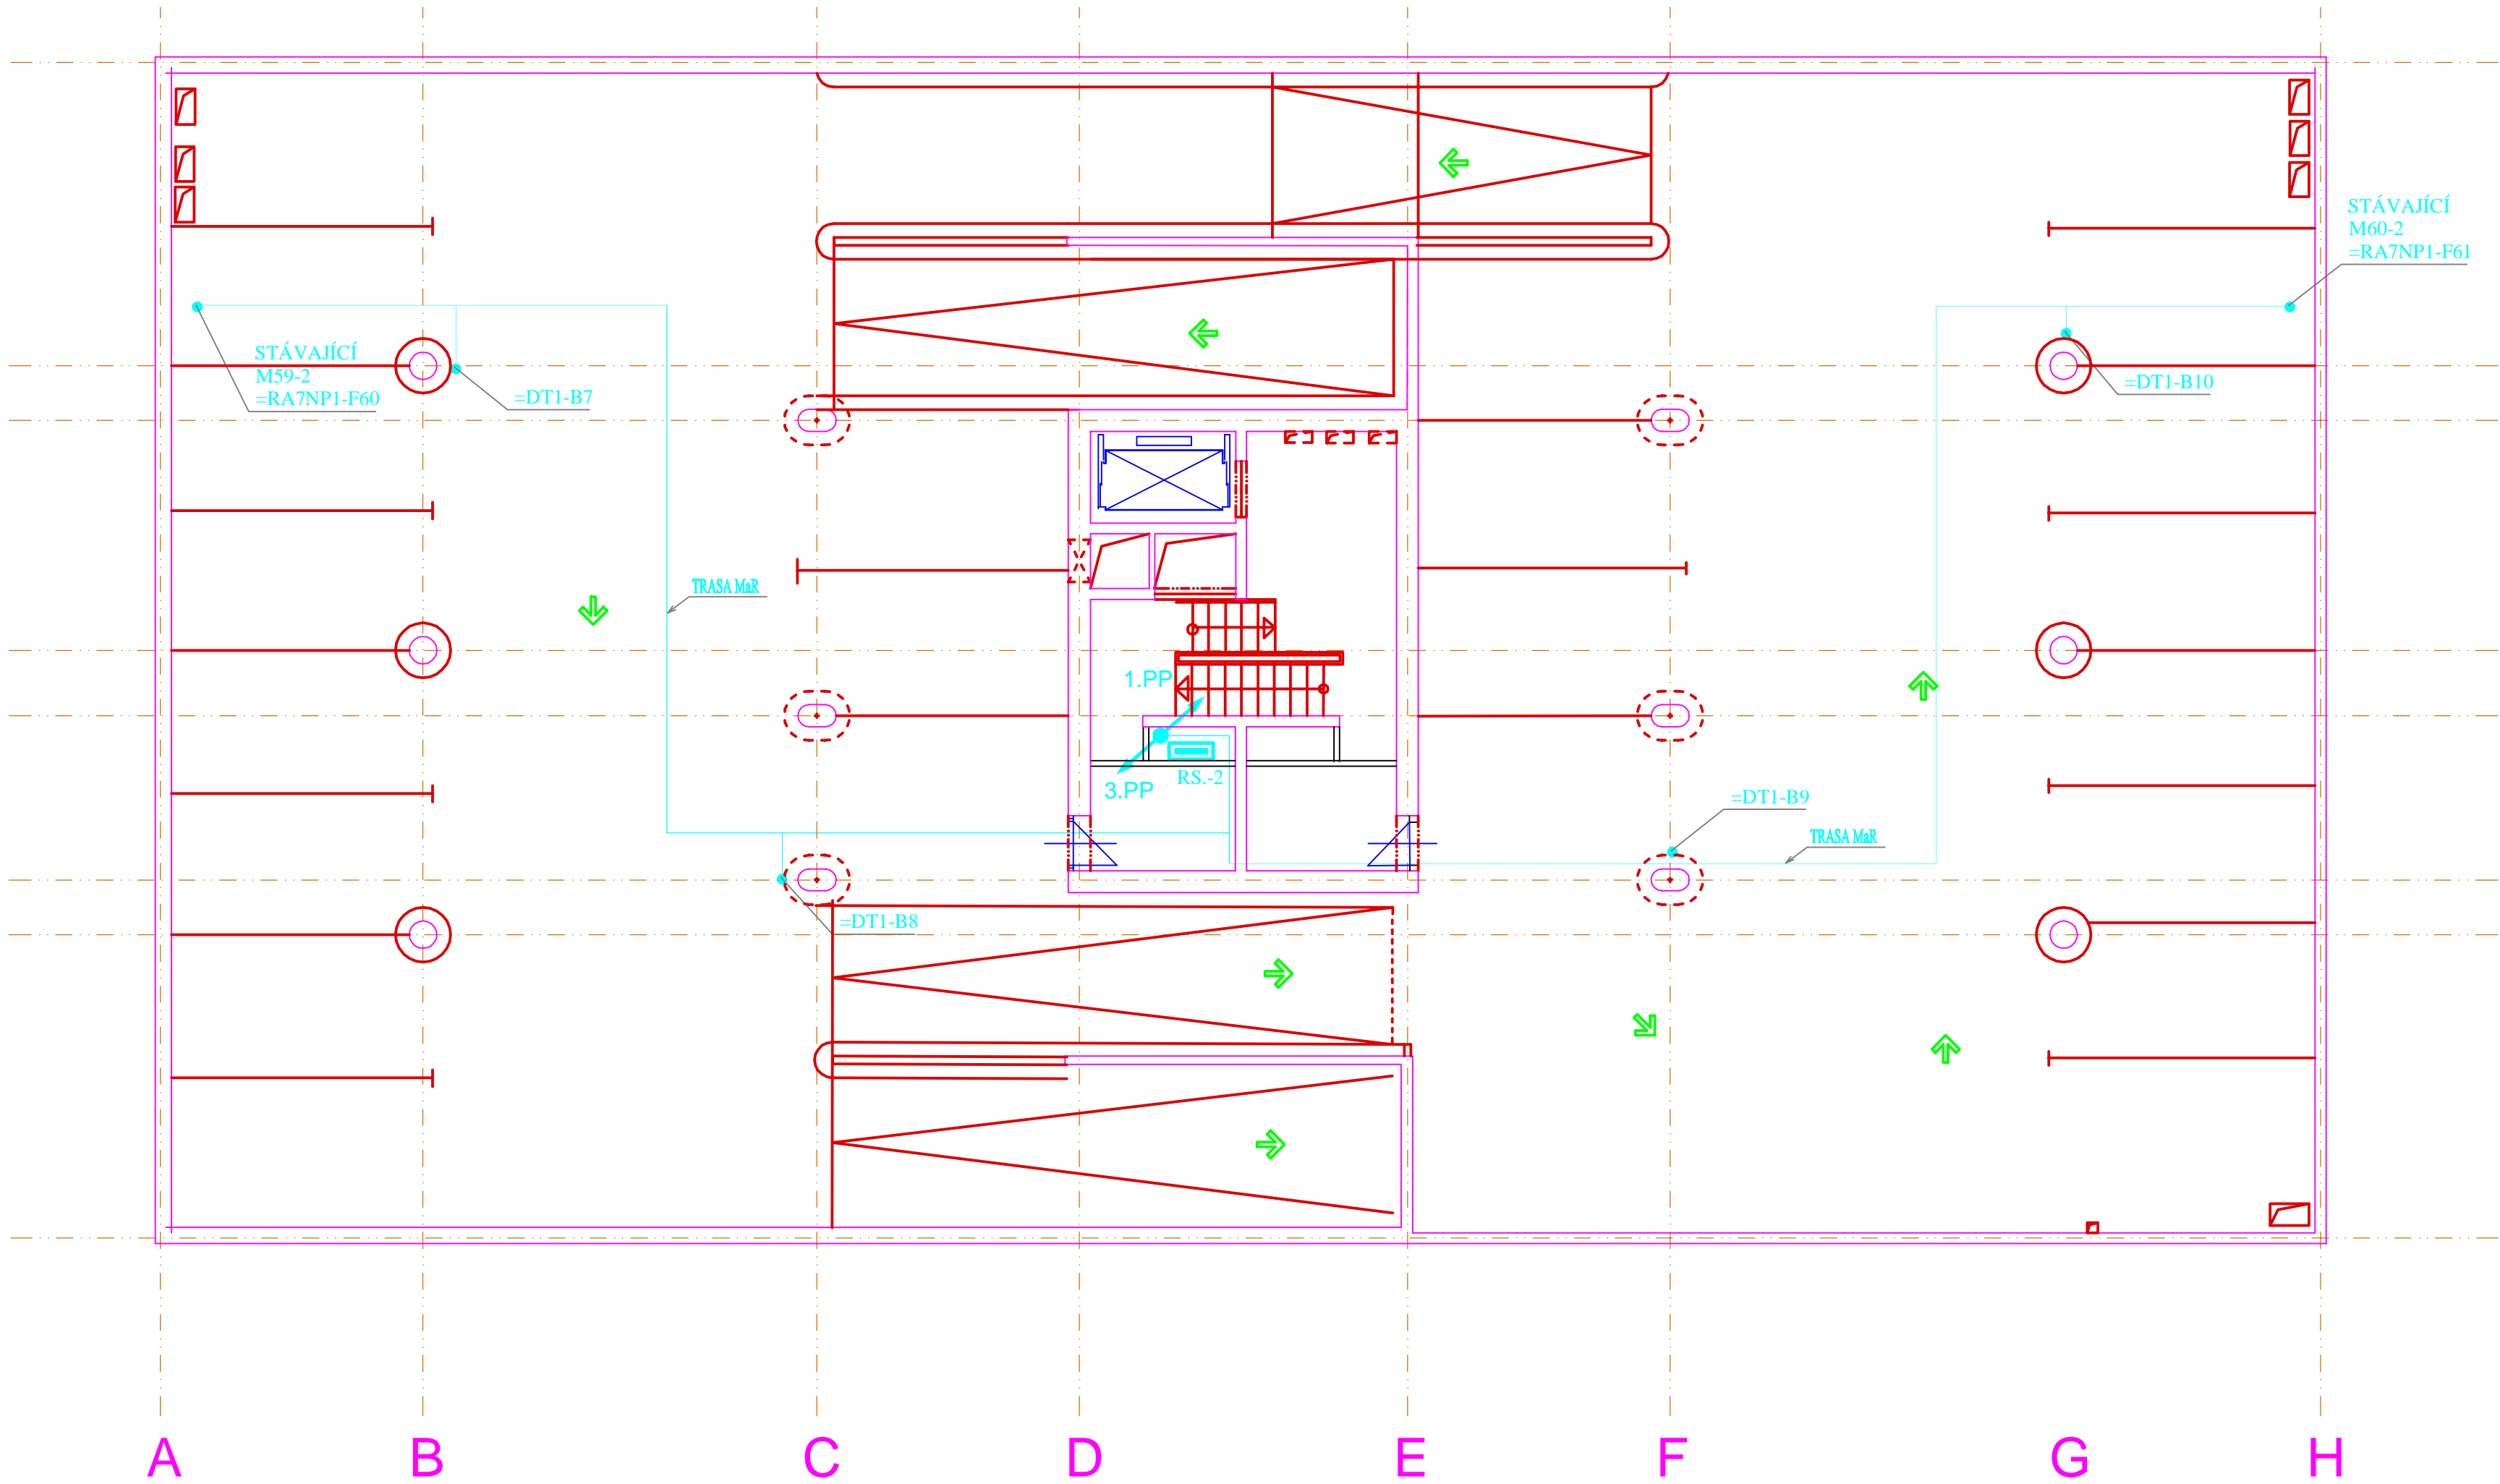 STÁVAJÍCÍ
M60-2
=RA7NP1-F61
STÁVAJÍCÍ
M59-2
=RA7NP1-F60
=DT1-B7
=DT1-B10
TRASA MaR
1.PP
3.PP
RS.-2
=DT1-B9
TRASA MaR
=DT1-B8
A B C D E F G H